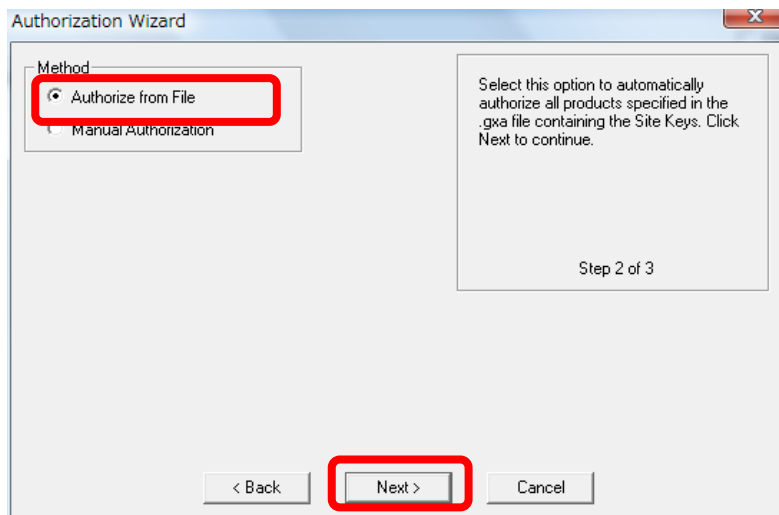 Authorization Wizard
Method
Authorize from File
Manual Authorization
Select this option to automatically
authorize all products specified in the
.gxa file containing the Site Keys. Click
Next to continue.
Step 2 of 3
< Back
Next >
Cancel